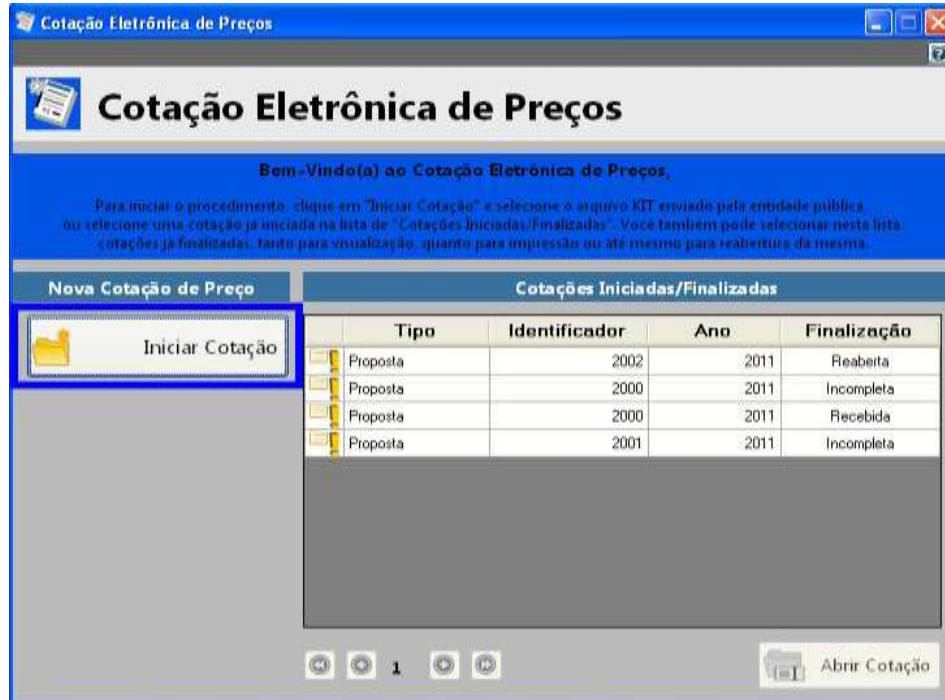 Cotação Eletrônica de Preços
Cotação Eletrônica de Preços
Bem-Vindo(a) ao Cotação Eletrônica de Preços,
Para iniciar o procedimento, clique em "Iniciar Cotação" e selecione o arquivo KIT enviado pela entidade pública,
ou selecione uma cotação já iniciada na lista de "Cotações Iniciadas/Finalizadas". Você também pode selecionar nesta lista
cotações já finalizadas, tanto para visualização, quanto para impressão ou até mesmo para reabertura da mesma.
Nova Cotação de Preço
Cotações Iniciadas/Finalizadas
Iniciar Cotação
Tipo Identificador Ano Finalização
Proposta 2002 2011 Reaberta
Proposta 2000 2011 Incompleta
Proposta 2000 2011 Recebida
Proposta 2001 2011 Incompleta
1
Abrir Cotação